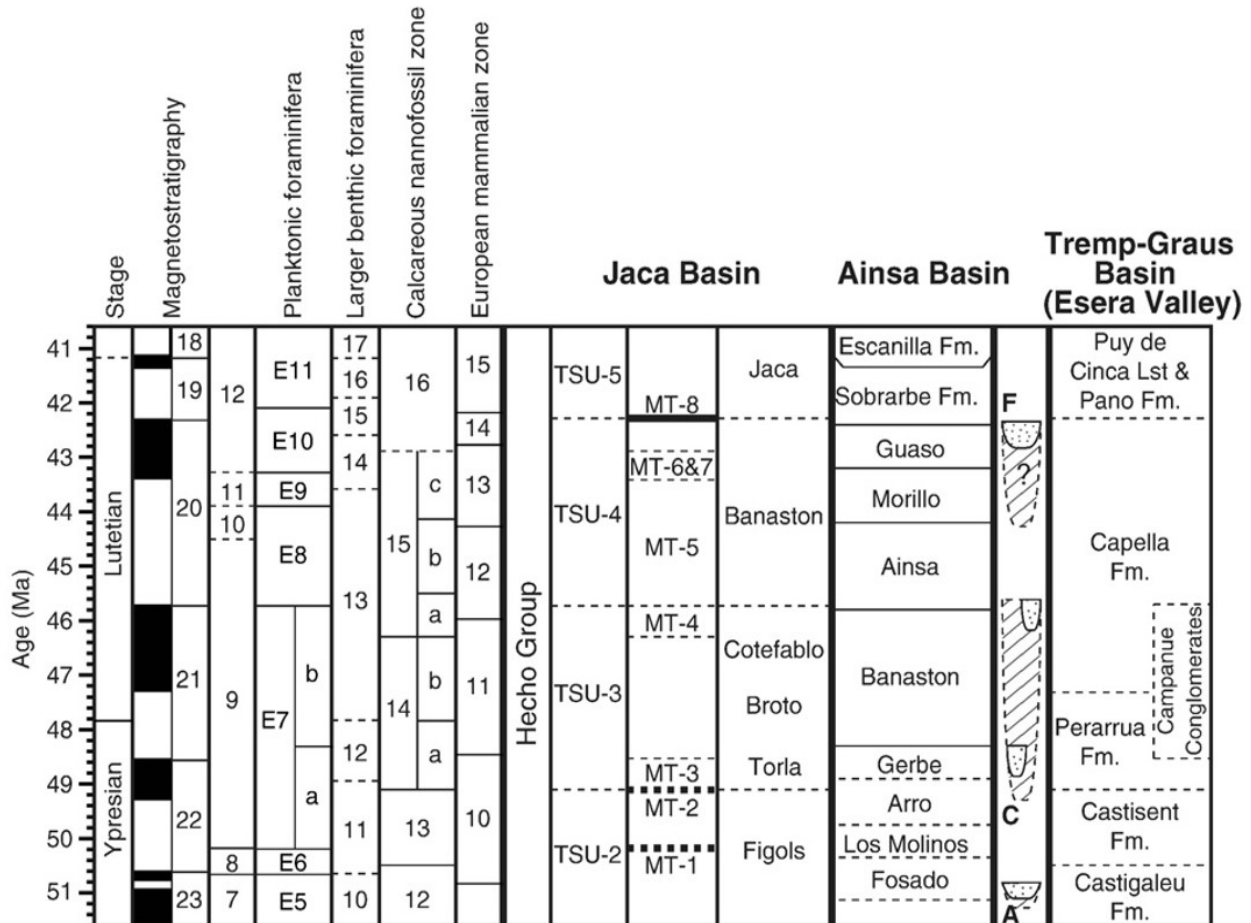 Stage
Magnetostratigraphy
Planktonic foraminifera
Larger benthic foraminifera
Calcareous nannofossil zone
European mammalian zone
Jaca Basin
Ainsa Basin
Tremp-Graus
Basin
(Esera Valley)
Age (Ma)
41
42
43
44
45
46
47
48
49
50
51
Lutetian
Ypresian
18
19
20
21
22
23
12
11
10
9
8
7
E11
E10
E9
E8
E7
b
a
E6
E5
17
16
15
14
13
12
11
10
16
15
c
b
a
14
b
a
13
12
15
14
13
12
11
10
Hecho Group
TSU-5
TSU-4
TSU-3
TSU-2
MT-8
MT-6&7
MT-5
MT-4
MT-3
MT-2
MT-1
Jaca
Banaston
Cotefablo
Broto
Torla
Figols
Escanilla Fm.
Sobrarbe Fm.
Guaso
Morillo
Ainsa
Banaston
Gerbe
Arro
Los Molinos
Fosado
F
?
C
A
Puy de
Cinca Lst &
Pano Fm.
Capella
Fm.
Campanue
Conglomerates
Perarrua
Fm.
Castisent
Fm.
Castigaleu
Fm.